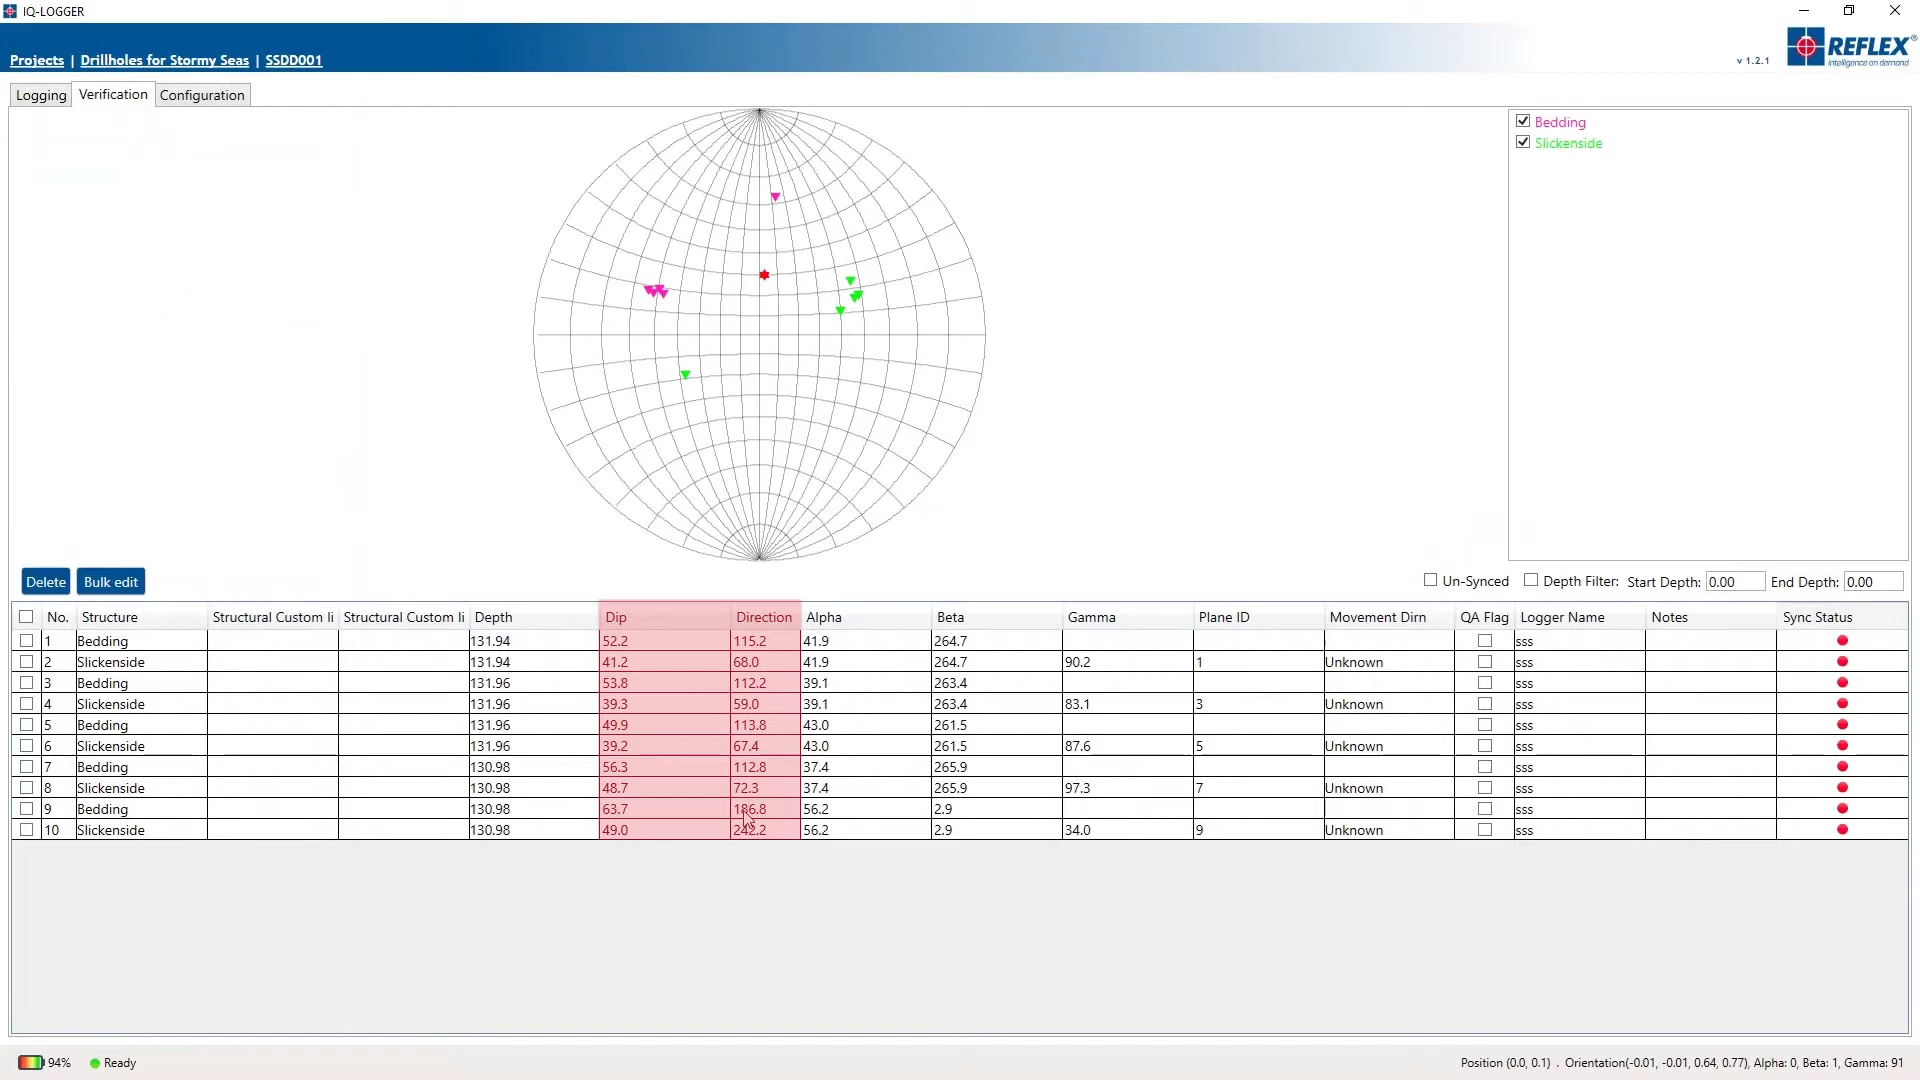 IQ-LOGGER
Projects | Drillholes for Stormy Seas | SSDD001
v 1.2.1
REFLEX
intelligence on demand
Logging Verification Configuration
Bedding
Slickenside
Delete Bulk edit Un-Synced Depth Filter: Start Depth: 0.00 End Depth: 0.00
No. Structure Structural Custom li Structural Custom li Depth Dip Direction Alpha Beta Gamma Plane ID Movement Dirn QA Flag Logger Name Notes Sync Status
1 Bedding 131.94 52.2 115.2 41.9 264.7 sss
2 Slickenside 131.94 41.2 68.0 41.9 264.7 90.2 1 Unknown sss
3 Bedding 131.96 53.8 112.2 39.1 263.4 sss
4 Slickenside 131.96 39.3 59.0 39.1 263.4 83.1 3 Unknown sss
5 Bedding 131.96 49.9 113.8 43.0 261.5 sss
6 Slickenside 131.96 39.2 67.4 43.0 261.5 87.6 5 Unknown sss
7 Bedding 130.98 56.3 112.8 37.4 265.9 sss
8 Slickenside 130.98 48.7 72.3 37.4 265.9 97.3 7 Unknown sss
9 Bedding 130.98 63.7 186.8 56.2 2.9 sss
10 Slickenside 130.98 49.0 242.2 56.2 2.9 34.0 9 Unknown sss
94% Ready Position (0.0, 0.1) . Orientation(-0.01, -0.01, 0.64, 0.77), Alpha: 0, Beta: 1, Gamma: 91